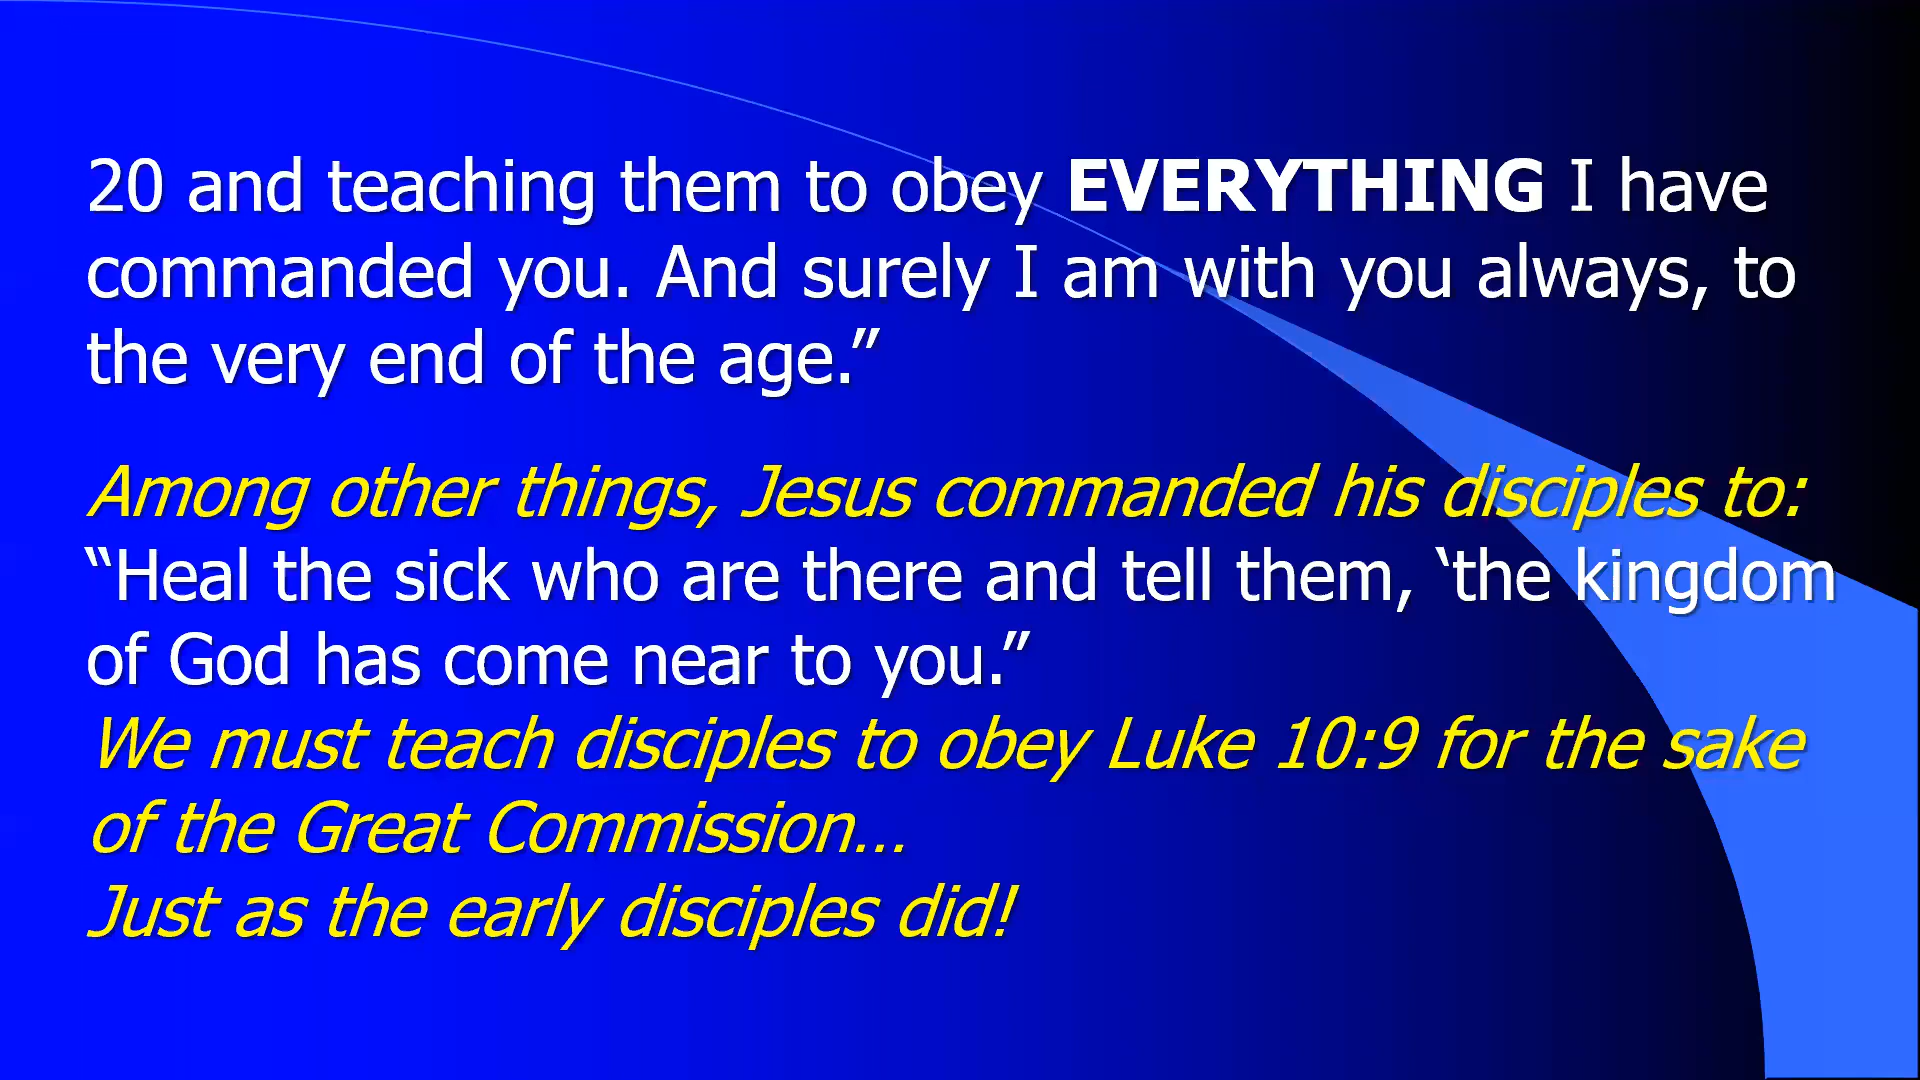 20 and teaching them to obey EVERYTHING I have
commanded you. And surely I am with you always, to
the very end of the age.”
Among other things, Jesus commanded his disciples to:
“Heal the sick who are there and tell them, ‘the kingdom
of God has come near to you.”
We must teach disciples to obey Luke 10:9 for the sake
of the Great Commission…
Just as the early disciples did!